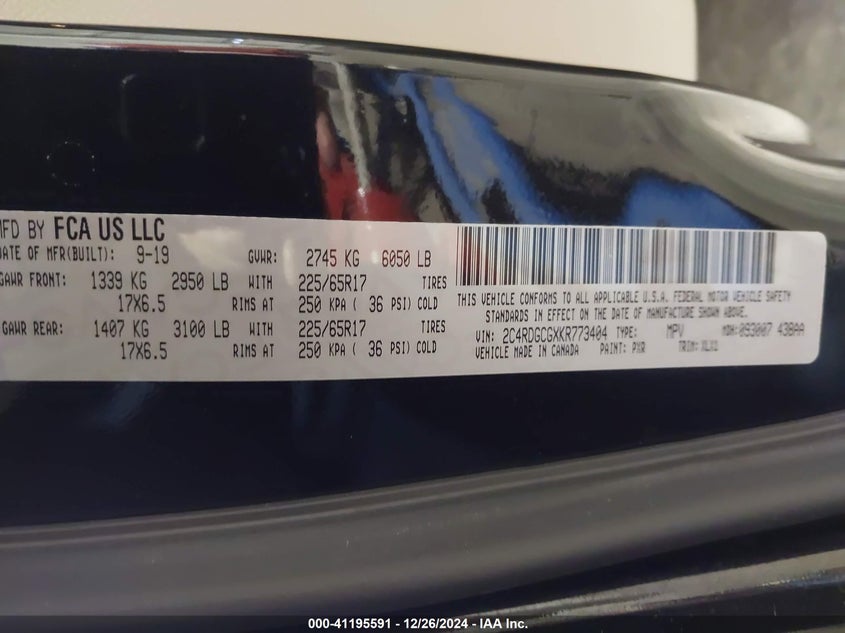 MFD BY FCA US LLC
DATE OF MFR(BUILT): 9-19 GVWR: 2745 KG 6050 LB
GAWR FRONT: 1339 KG 2950 LB WITH 225/65R17 TIRES
17X6.5 RIMS AT 250 KPA ( 36 PSI) COLD
GAWR REAR: 1407 KG 3100 LB WITH 225/65R17 TIRES
17X6.5 RIMS AT 250 KPA ( 36 PSI) COLD
THIS VEHICLE CONFORMS TO ALL APPLICABLE U.S.A. FEDERAL MOTOR VEHICLE SAFETY
STANDARDS IN EFFECT ON THE DATE OF MANUFACTURE SHOWN ABOVE.
VIN: 2C4RDGCGXKR773404 TYPE: MPV MDH: 093007 43BAA
VEHICLE MADE IN CANADA PAINT: PXR TRIM:
000-41195591 - 12/26/2024 - IAA Inc.